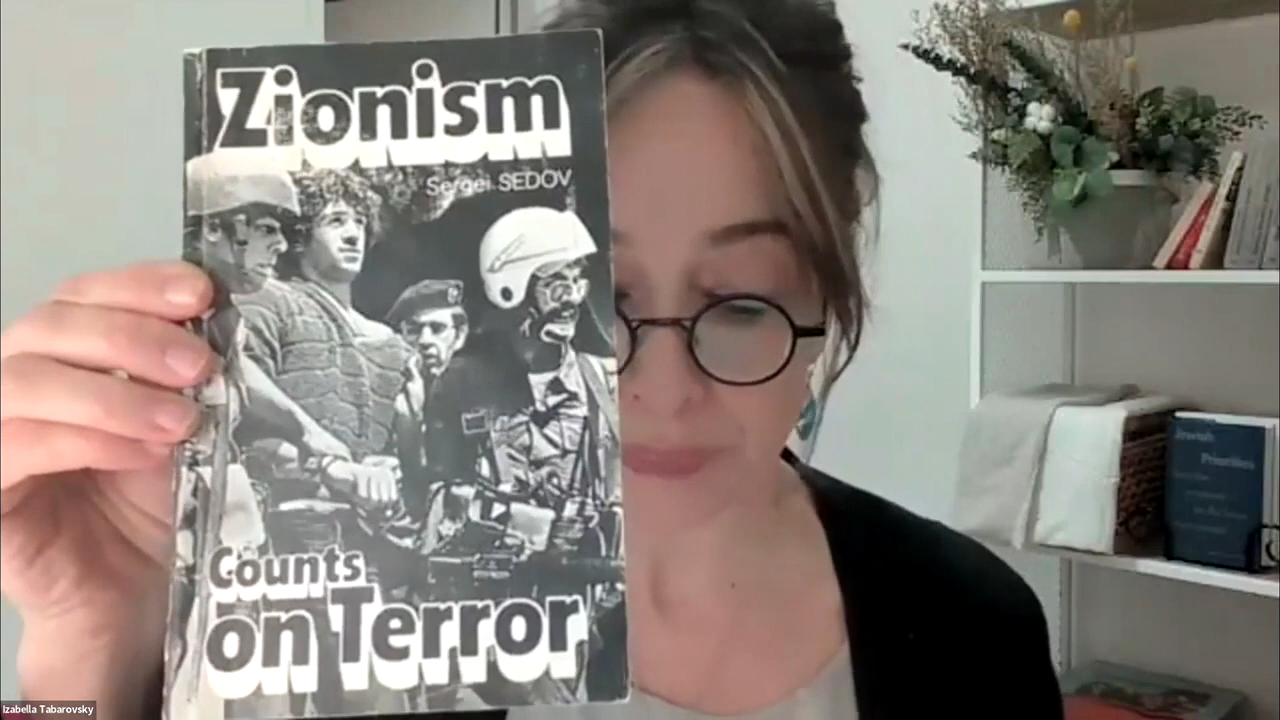 Zionism
Sergei SEDOV
Counts
on Terror
Jewish
Priorities
Izabella Tabarovsky